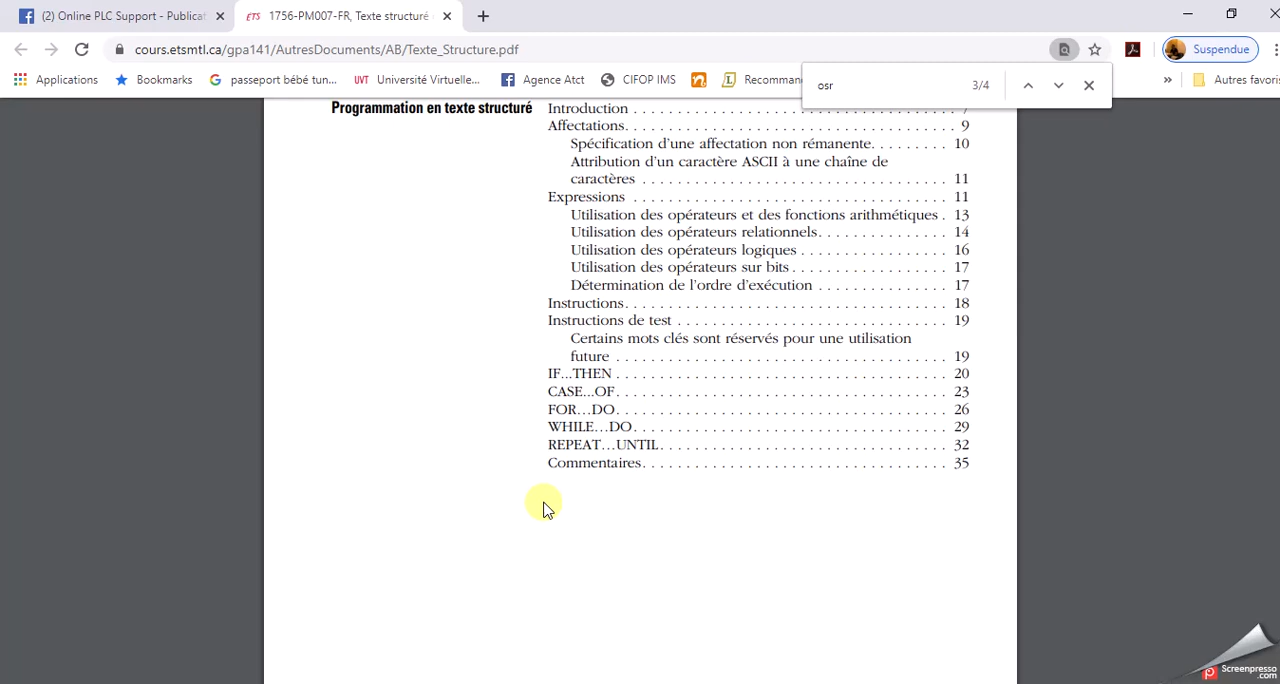 (2) Online PLC Support - Publicat
ETS 1756-PM007-FR, Texte structuré
cours.etsmtl.ca/gpa141/AutresDocuments/AB/Texte_Structure.pdf
Suspendue
Applications
Bookmarks
passeport bébé tun...
UVT Université Virtuelle...
Agence Atct
CIFOP IMS
Recomman
»
Autres favoris
osr 3/4
Programmation en texte structuré
Introduction . . . . . . . . . . . . . . . . . . . . . . . . . . . . . . 7
Affectations. . . . . . . . . . . . . . . . . . . . . . . . . . . . . . 9
Spécification d'une affectation non rémanente. . . . . . . . . 10
Attribution d'un caractère ASCII à une chaîne de
caractères . . . . . . . . . . . . . . . . . . . . . . . . . . . . . . 11
Expressions . . . . . . . . . . . . . . . . . . . . . . . . . . . . . . 11
Utilisation des opérateurs et des fonctions arithmétiques . 13
Utilisation des opérateurs relationnels. . . . . . . . . . . . . . . 14
Utilisation des opérateurs logiques . . . . . . . . . . . . . . . . 16
Utilisation des opérateurs sur bits . . . . . . . . . . . . . . . . . 17
Détermination de l'ordre d'exécution . . . . . . . . . . . . . . 17
Instructions. . . . . . . . . . . . . . . . . . . . . . . . . . . . . . 18
Instructions de test . . . . . . . . . . . . . . . . . . . . . . . . . . 19
Certains mots clés sont réservés pour une utilisation
future . . . . . . . . . . . . . . . . . . . . . . . . . . . . . . 19
IF...THEN . . . . . . . . . . . . . . . . . . . . . . . . . . . . . . 20
CASE...OF. . . . . . . . . . . . . . . . . . . . . . . . . . . . . . 23
FOR…DO. . . . . . . . . . . . . . . . . . . . . . . . . . . . . . 26
WHILE…DO. . . . . . . . . . . . . . . . . . . . . . . . . . . . . . 29
REPEAT…UNTIL. . . . . . . . . . . . . . . . . . . . . . . . . . . . 32
Commentaires. . . . . . . . . . . . . . . . . . . . . . . . . . . . . 35
Screenpresso
.com